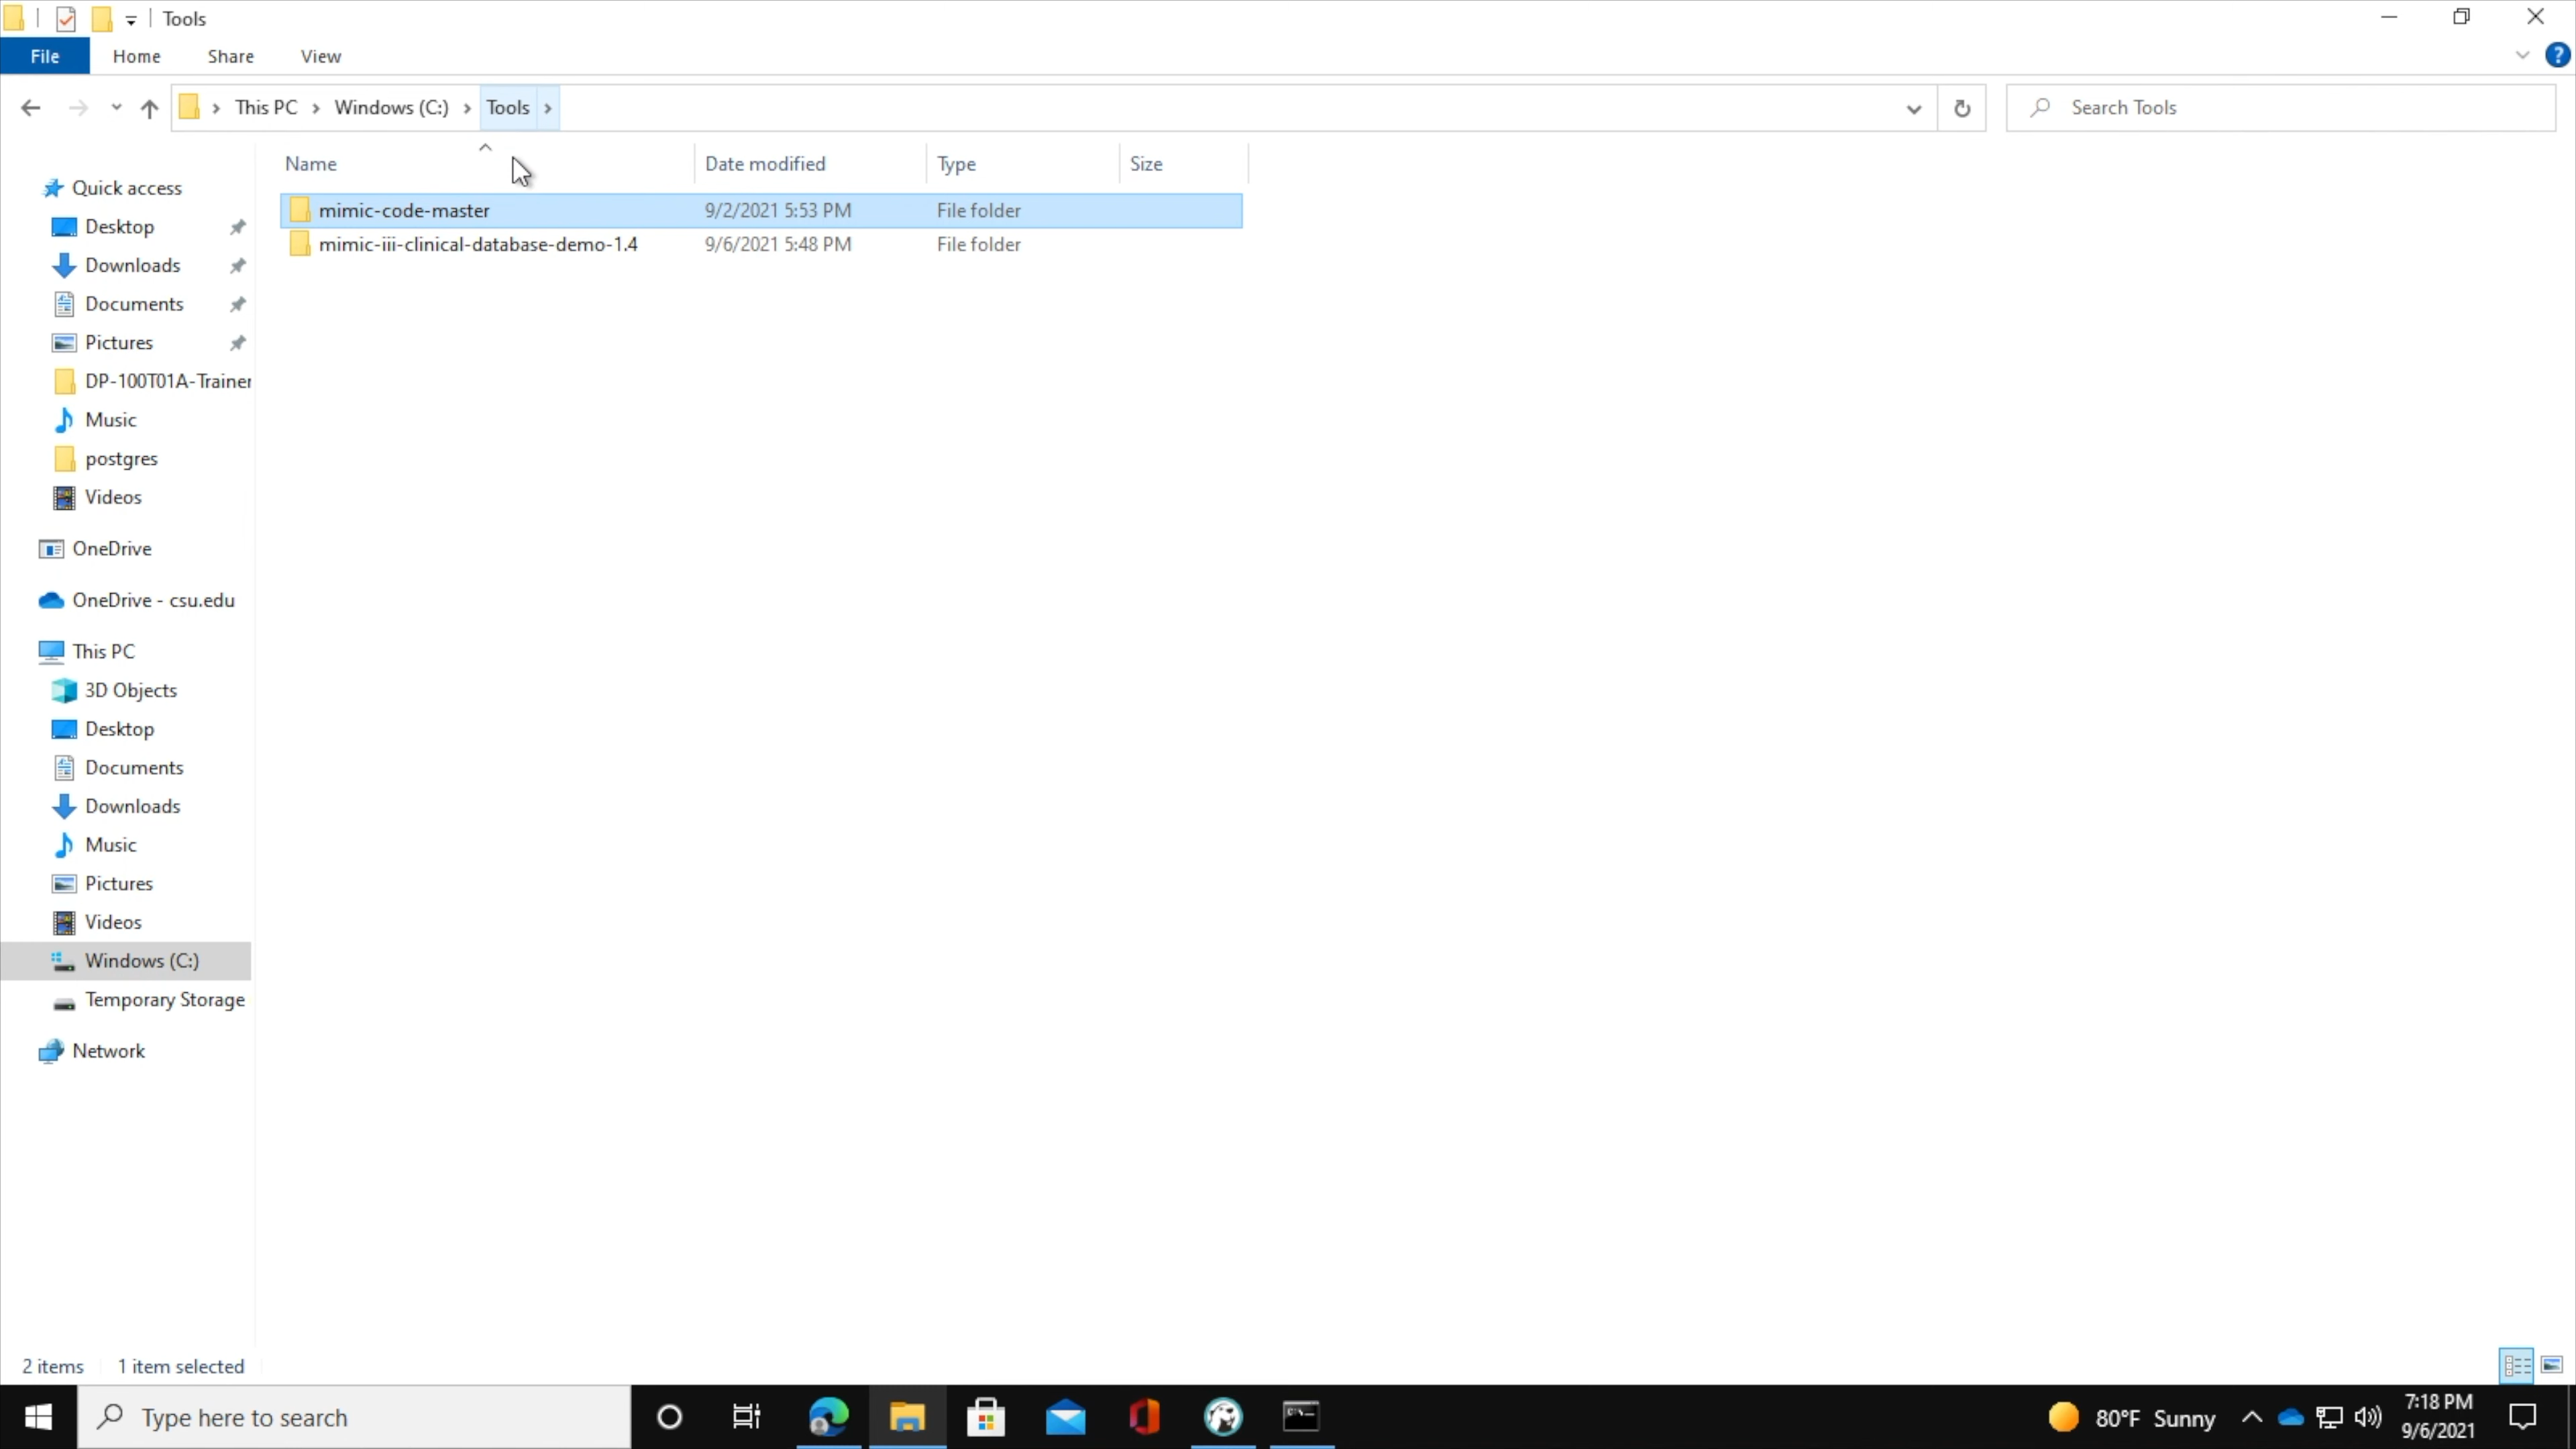 Tools
File Home Share View
This PC Windows (C:) Tools
Search Tools
Name Date modified Type Size
mimic-code-master 9/2/2021 5:53 PM File folder
mimic-iii-clinical-database-demo-1.4 9/6/2021 5:48 PM File folder
Quick access
Desktop
Downloads
Documents
Pictures
DP-100T01A-Trainer
Music
postgres
Videos
OneDrive
OneDrive - csu.edu
This PC
3D Objects
Desktop
Documents
Downloads
Music
Pictures
Videos
Windows (C:)
Temporary Storage
Network
2 items 1 item selected
Type here to search
80°F Sunny
7:18 PM
9/6/2021